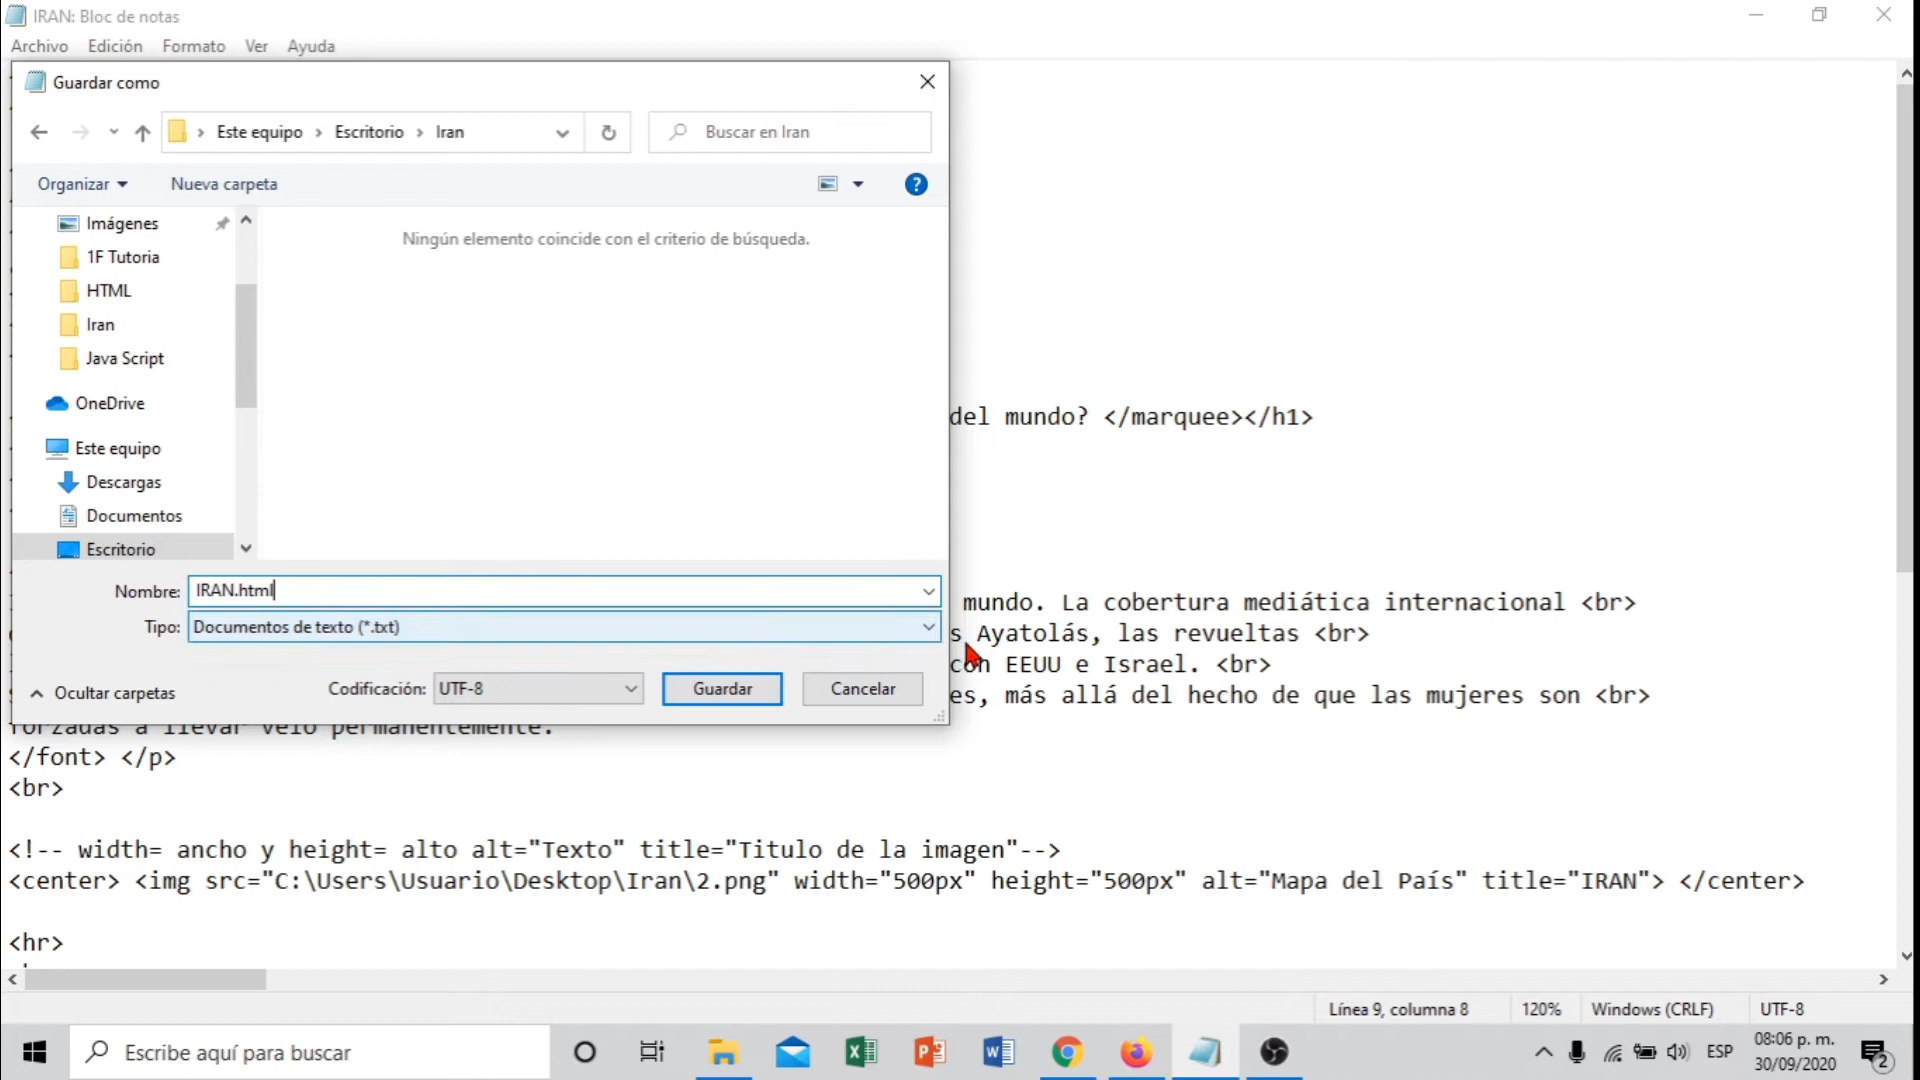 IRAN: Bloc de notas
Archivo Edición Formato Ver Ayuda
Guardar como
Este equipo > Escritorio > Iran
Buscar en Iran
Organizar
Nueva carpeta
Imágenes
1F Tutoria
HTML
Iran
Java Script
OneDrive
Este equipo
Descargas
Documentos
Escritorio
Ningún elemento coincide con el criterio de búsqueda.
Nombre: IRAN.html
Tipo: Documentos de texto (*.txt)
Ocultar carpetas
Codificación: UTF-8
Guardar
Cancelar
del mundo? </marquee></h1>
mundo. La cobertura mediática internacional <br>
s Ayatolás, las revueltas <br>
con EEUU e Israel. <br>
es, más allá del hecho de que las mujeres son <br>
forzadas a llevar velo permanentemente.
</font> </p>
<br>
<!-- width= ancho y height= alto alt="Texto" title="Titulo de la imagen"-->
<center> <img src="C:\Users\Usuario\Desktop\Iran\2.png" width="500px" height="500px" alt="Mapa del País" title="IRAN"> </center>
<hr>
Línea 9, columna 8
120%
Windows (CRLF)
UTF-8
Escribe aquí para buscar
ESP
08:06 p. m.
30/09/2020
2